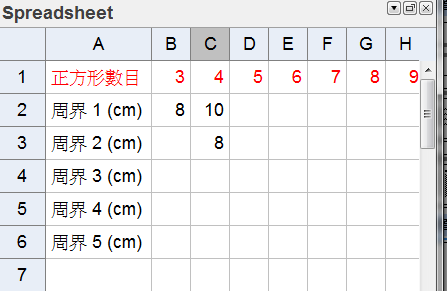 Spreadsheet
A B C D E F G H
1 正方形數目 3 4 5 6 7 8 9
2 周界 1 (cm) 8 10
3 周界 2 (cm) 8
4 周界 3 (cm)
5 周界 4 (cm)
6 周界 5 (cm)
7